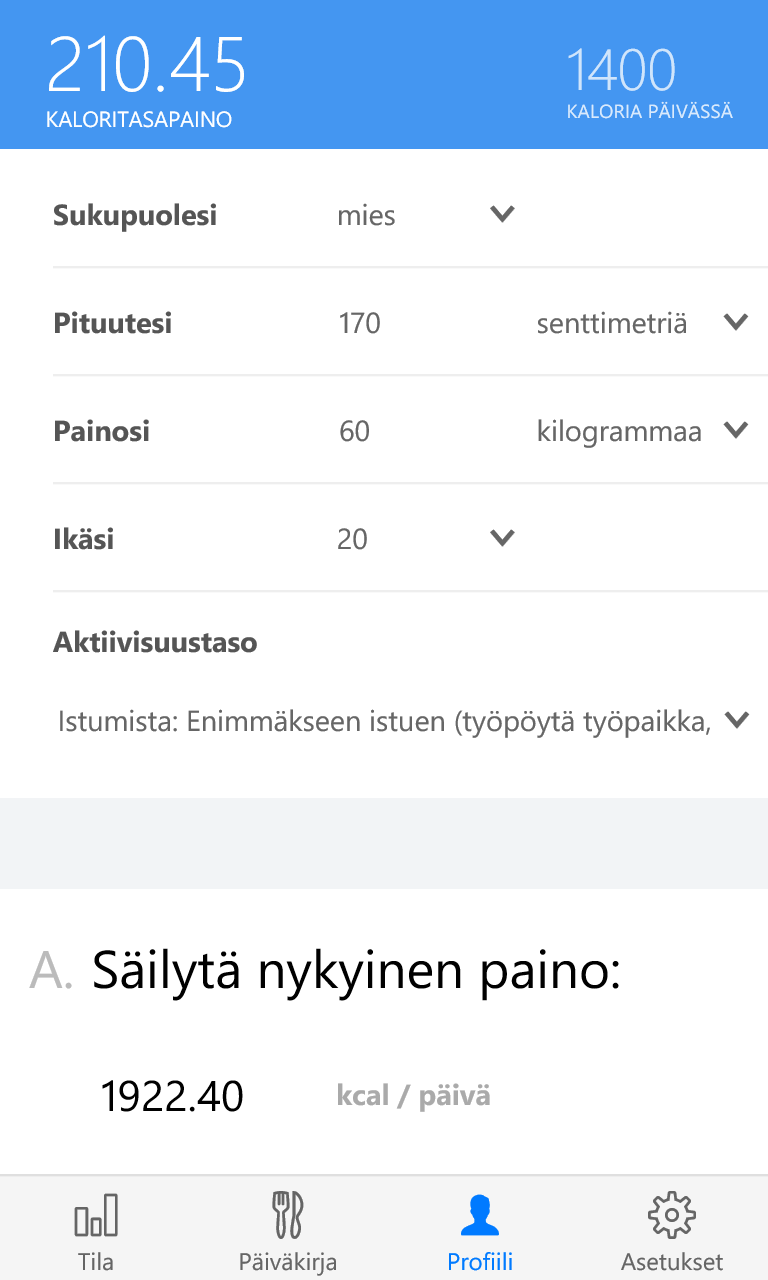 210.45
KALORITASAPAINO
1400
KALORIA PÄIVÄSSÄ
Sukupuolesi mies
Pituutesi 170 senttimetriä
Painosi 60 kilogrammaa
Ikäsi 20
Aktiivisuustaso
Istumista: Enimmäkseen istuen (työpöytä työpaikka,
A. Säilytä nykyinen paino:
1922.40 kcal / päivä
Tila Päiväkirja Profiili Asetukset